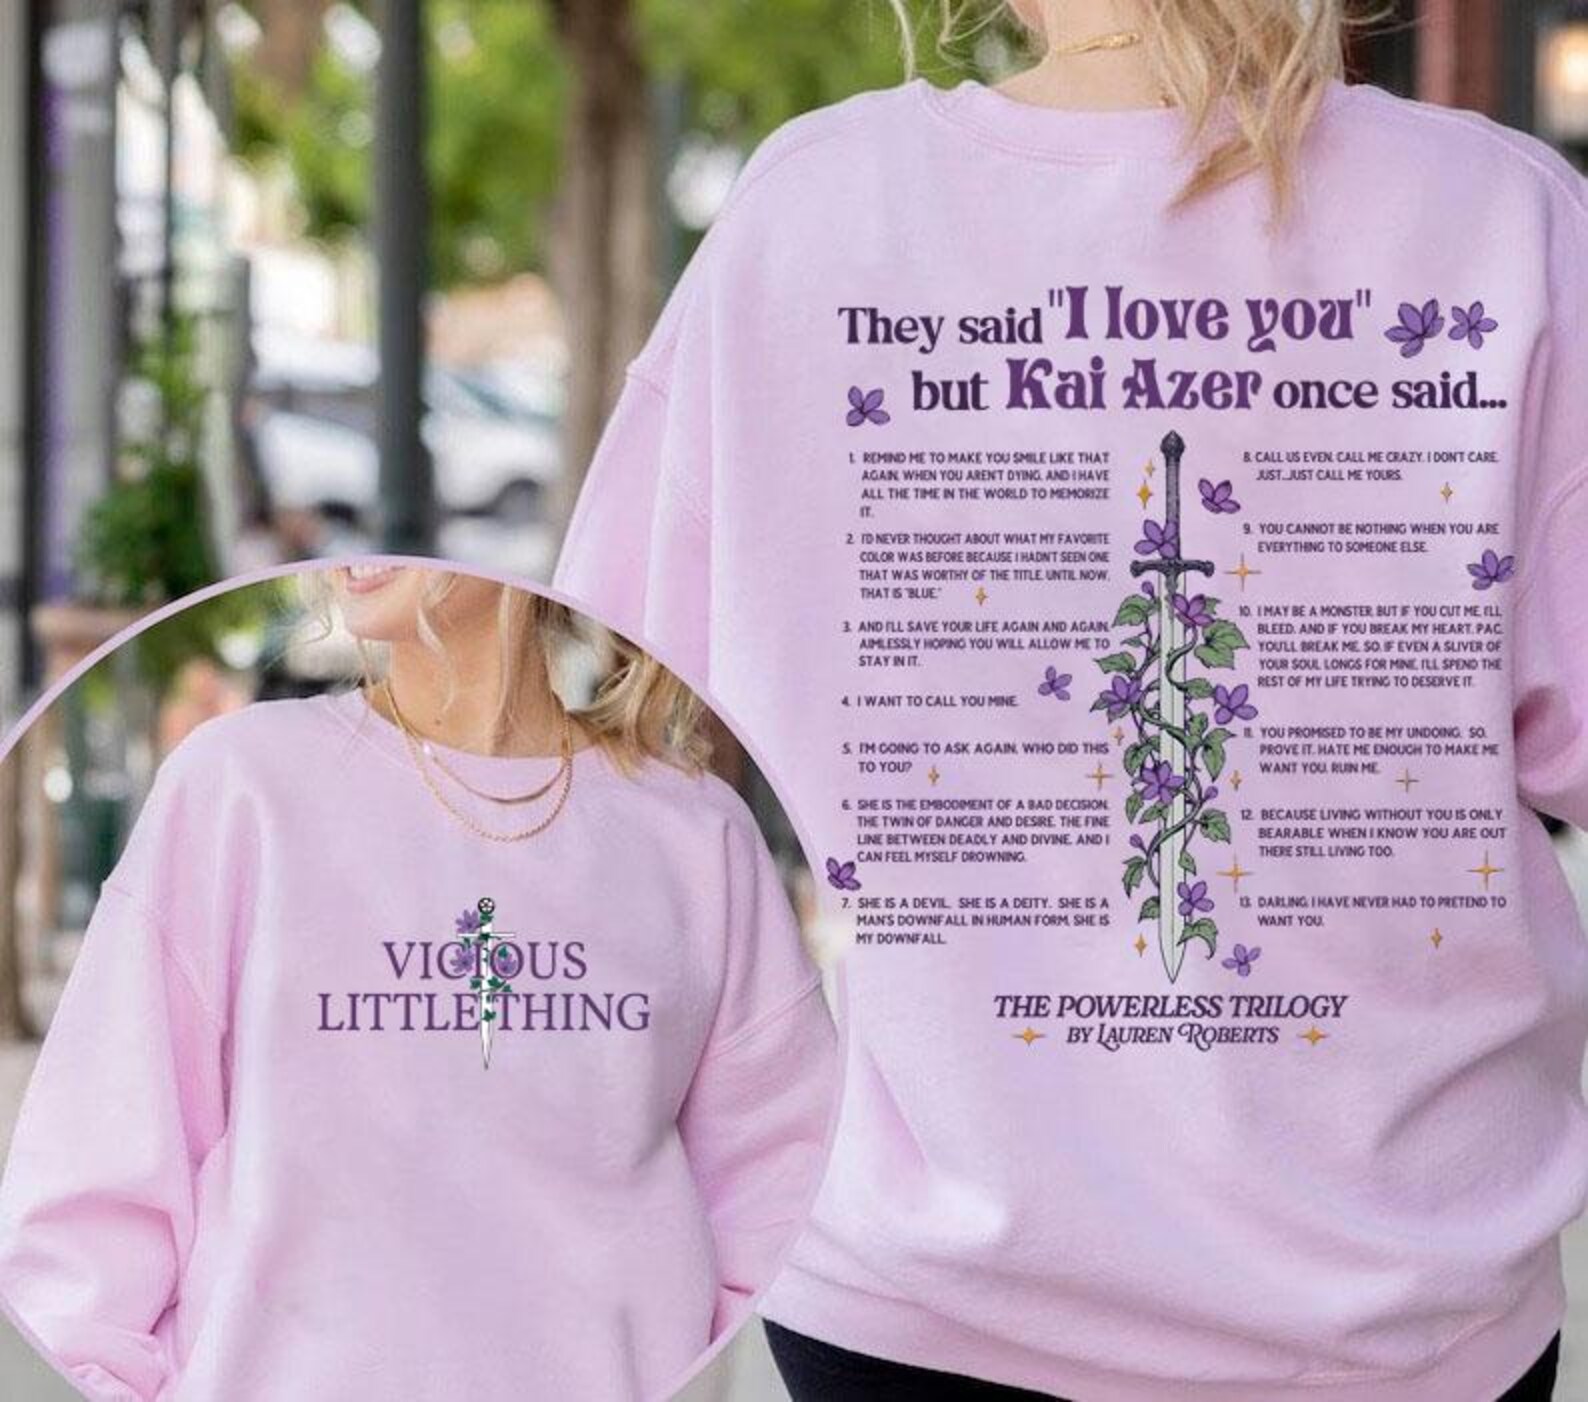 They said "I love you"
but Kai Azer once said...
1. REMIND ME TO MAKE YOU SMILE LIKE THAT
AGAIN, WHEN YOU AREN'T DYING, AND I HAVE
ALL THE TIME IN THE WORLD TO MEMORIZE
IT.
2. I'D NEVER THOUGHT ABOUT WHAT MY FAVORITE
COLOR WAS BEFORE BECAUSE I HADN'T SEEN ONE
THAT WAS WORTHY OF THE TITLE. UNTIL NOW,
THAT IS "BLUE."
3. AND I'LL SAVE YOUR LIFE AGAIN AND AGAIN,
AIMLESSLY HOPING YOU WILL ALLOW ME TO
STAY IN IT.
4. I WANT TO CALL YOU MINE.
5. I'M GOING TO ASK AGAIN. WHO DID THIS
TO YOU?
6. SHE IS THE EMBODIMENT OF A BAD DECISION.
THE TWIN OF DANGER AND DESIRE. THE FINE
LINE BETWEEN DEADLY AND DIVINE. AND I
CAN FEEL MYSELF DROWNING.
7. SHE IS A DEVIL. SHE IS A DEITY. SHE IS A
MAN'S DOWNFALL IN HUMAN FORM. SHE IS
MY DOWNFALL.
8. CALL US EVEN. CALL ME CRAZY. I DON'T CARE.
JUST...JUST CALL ME YOURS.
9. YOU CANNOT BE NOTHING WHEN YOU ARE
EVERYTHING TO SOMEONE ELSE.
10. I MAY BE A MONSTER, BUT IF YOU CUT ME, I'LL
BLEED. AND IF YOU BREAK MY HEART, PAC,
YOU'LL BREAK ME. SO, IF EVEN A SLIVER OF
YOUR SOUL LONGS FOR MINE, I'LL SPEND THE
REST OF MY LIFE TRYING TO DESERVE IT.
11. YOU PROMISED TO BE MY UNDOING. SO,
PROVE IT. HATE ME ENOUGH TO MAKE ME
WANT YOU. RUIN ME.
12. BECAUSE LIVING WITHOUT YOU IS ONLY
BEARABLE WHEN I KNOW YOU ARE OUT
THERE STILL LIVING TOO.
13. DARLING, I HAVE NEVER HAD TO PRETEND TO
WANT YOU.
THE POWERLESS TRILOGY
BY LAUREN ROBERTS
VICIOUS
LITTLE THING